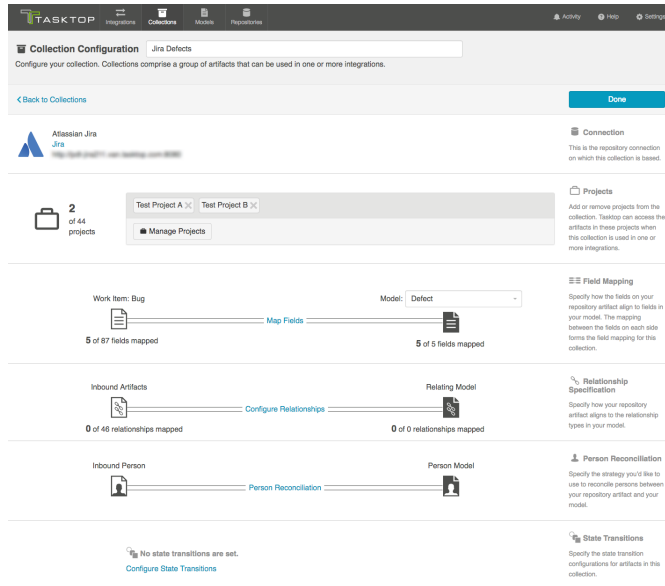 TASKTOP
Integrations
Collections
Models
Repositories
Activity
Help
Settings
Collection Configuration
Jira Defects
Configure your collection. Collections comprise a group of artifacts that can be used in one or more integrations.
Back to Collections
Done
Atlassian Jira
Jira
Connection
This is the repository connection
on which this collection is based.
2
of 44
projects
Test Project A
Test Project B
Manage Projects
Projects
Add or remove projects from the
collection. Tasktop can access the
artifacts in these projects when
this collection is used in one or
more integrations.
Work Item: Bug
Model:
Defect
Map Fields
5 of 87 fields mapped
5 of 5 fields mapped
Field Mapping
Specify how the fields on your
repository artifact align to fields in
your model. The mapping
between the fields on each side
forms the field mapping for this
collection.
Inbound Artifacts
Relating Model
Configure Relationships
0 of 46 relationships mapped
0 of 0 relationships mapped
Relationship
Specification
Specify how your repository
artifact aligns to the relationship
types in your model.
Inbound Person
Person Model
Person Reconciliation
Person Reconciliation
Specify the strategy you'd like to
use to reconcile persons between
your repository artifact and your
model.
No state transitions are set.
Configure State Transitions
State Transitions
Specify the state transition
configurations for artifacts in this
collection.